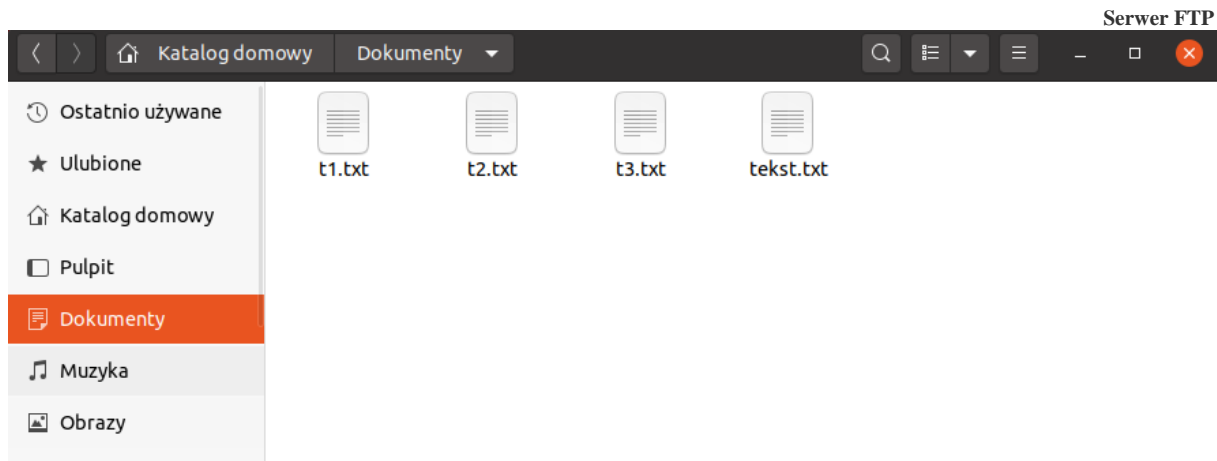 Serwer FTP
Katalog domowy Dokumenty
Ostatnio używane
Ulubione
Katalog domowy
Pulpit
Dokumenty
Muzyka
Obrazy
t1.txt t2.txt t3.txt tekst.txt